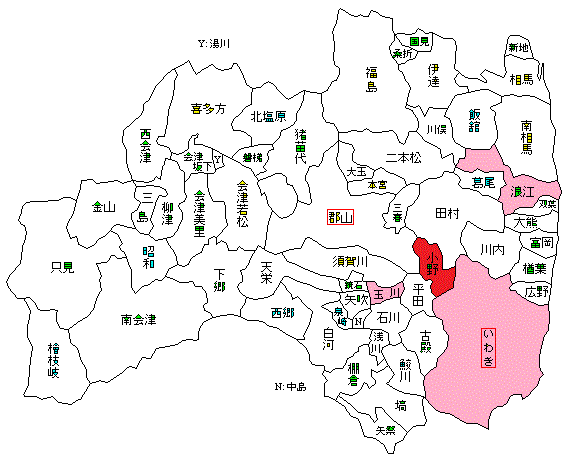 Y: 湯川
国見
桑折
新地
福島
伊達
相馬
喜多方
北塩原
猪苗代
飯舘
南相馬
川俣
西会津
会津坂下
Y
磐梯
二本松
大玉
本宮
葛尾
浪江
双葉
大熊
金山
三島
柳津
会津美里
会津若松
郡山
三春
田村
富岡
川内
楢葉
広野
只見
昭和
下郷
天栄
須賀川
小野
鏡石
玉川
矢吹
平田
南会津
西郷
泉崎
N
石川
白河
浅川
古殿
いわき
檜枝岐
棚倉
鮫川
N: 中島
塙
矢祭